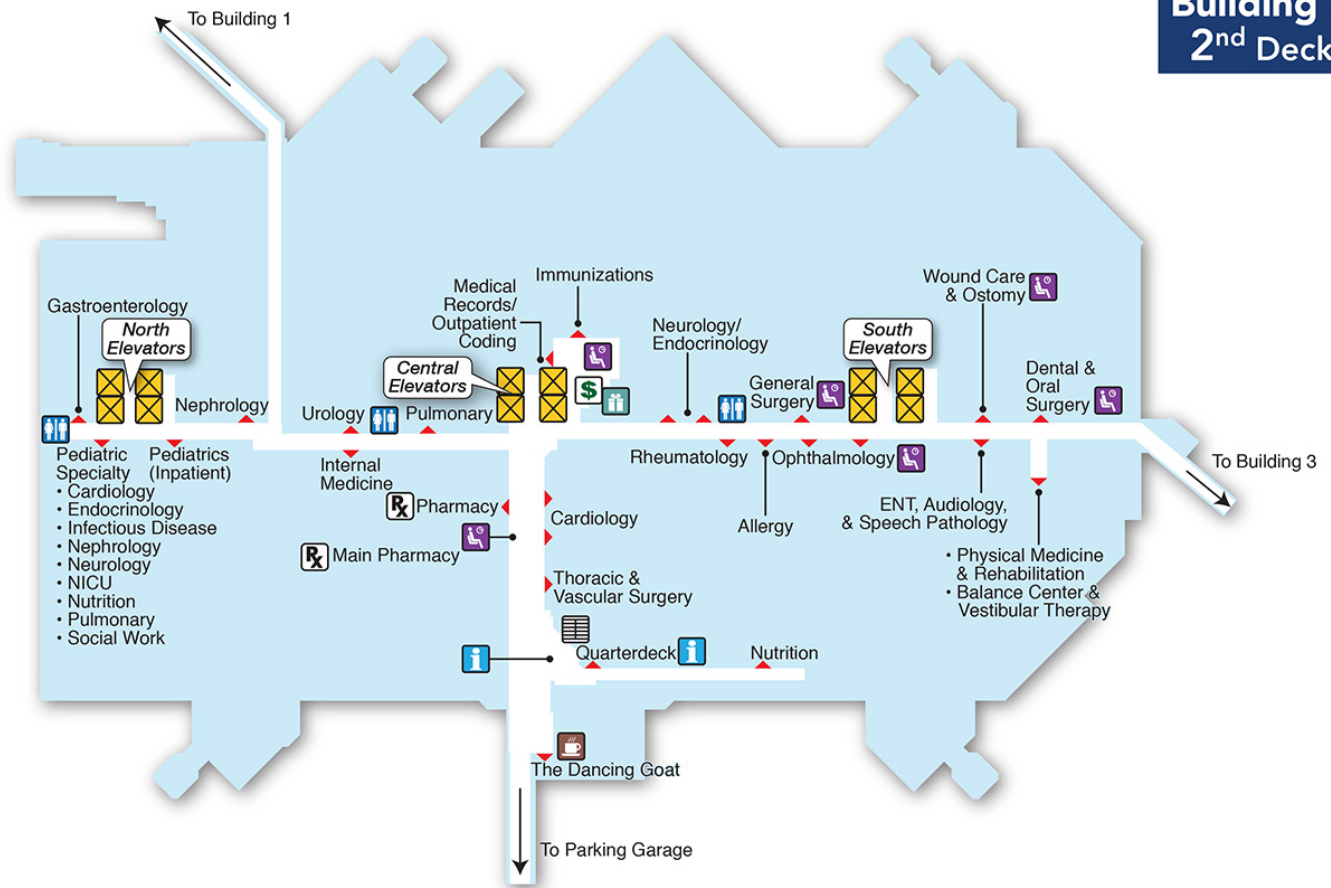 Building
2nd Deck
To Building 1
Gastroenterology
North
Elevators
Nephrology
Pediatric
Specialty
• Cardiology
• Endocrinology
• Infectious Disease
• Nephrology
• Neurology
• NICU
• Nutrition
• Pulmonary
• Social Work
Pediatrics
(Inpatient)
Urology
Internal
Medicine
Pulmonary
Central
Elevators
Medical
Records/
Outpatient
Coding
Immunizations
$
Rx Pharmacy
Rx Main Pharmacy
Cardiology
Thoracic &
Vascular Surgery
i
Quarterdeck i
Nutrition
The Dancing Goat
To Parking Garage
Neurology/
Endocrinology
Rheumatology
Allergy
General
Surgery
Ophthalmology
South
Elevators
Wound Care
& Ostomy
ENT, Audiology,
& Speech Pathology
Dental &
Oral
Surgery
• Physical Medicine
& Rehabilitation
• Balance Center &
Vestibular Therapy
To Building 3